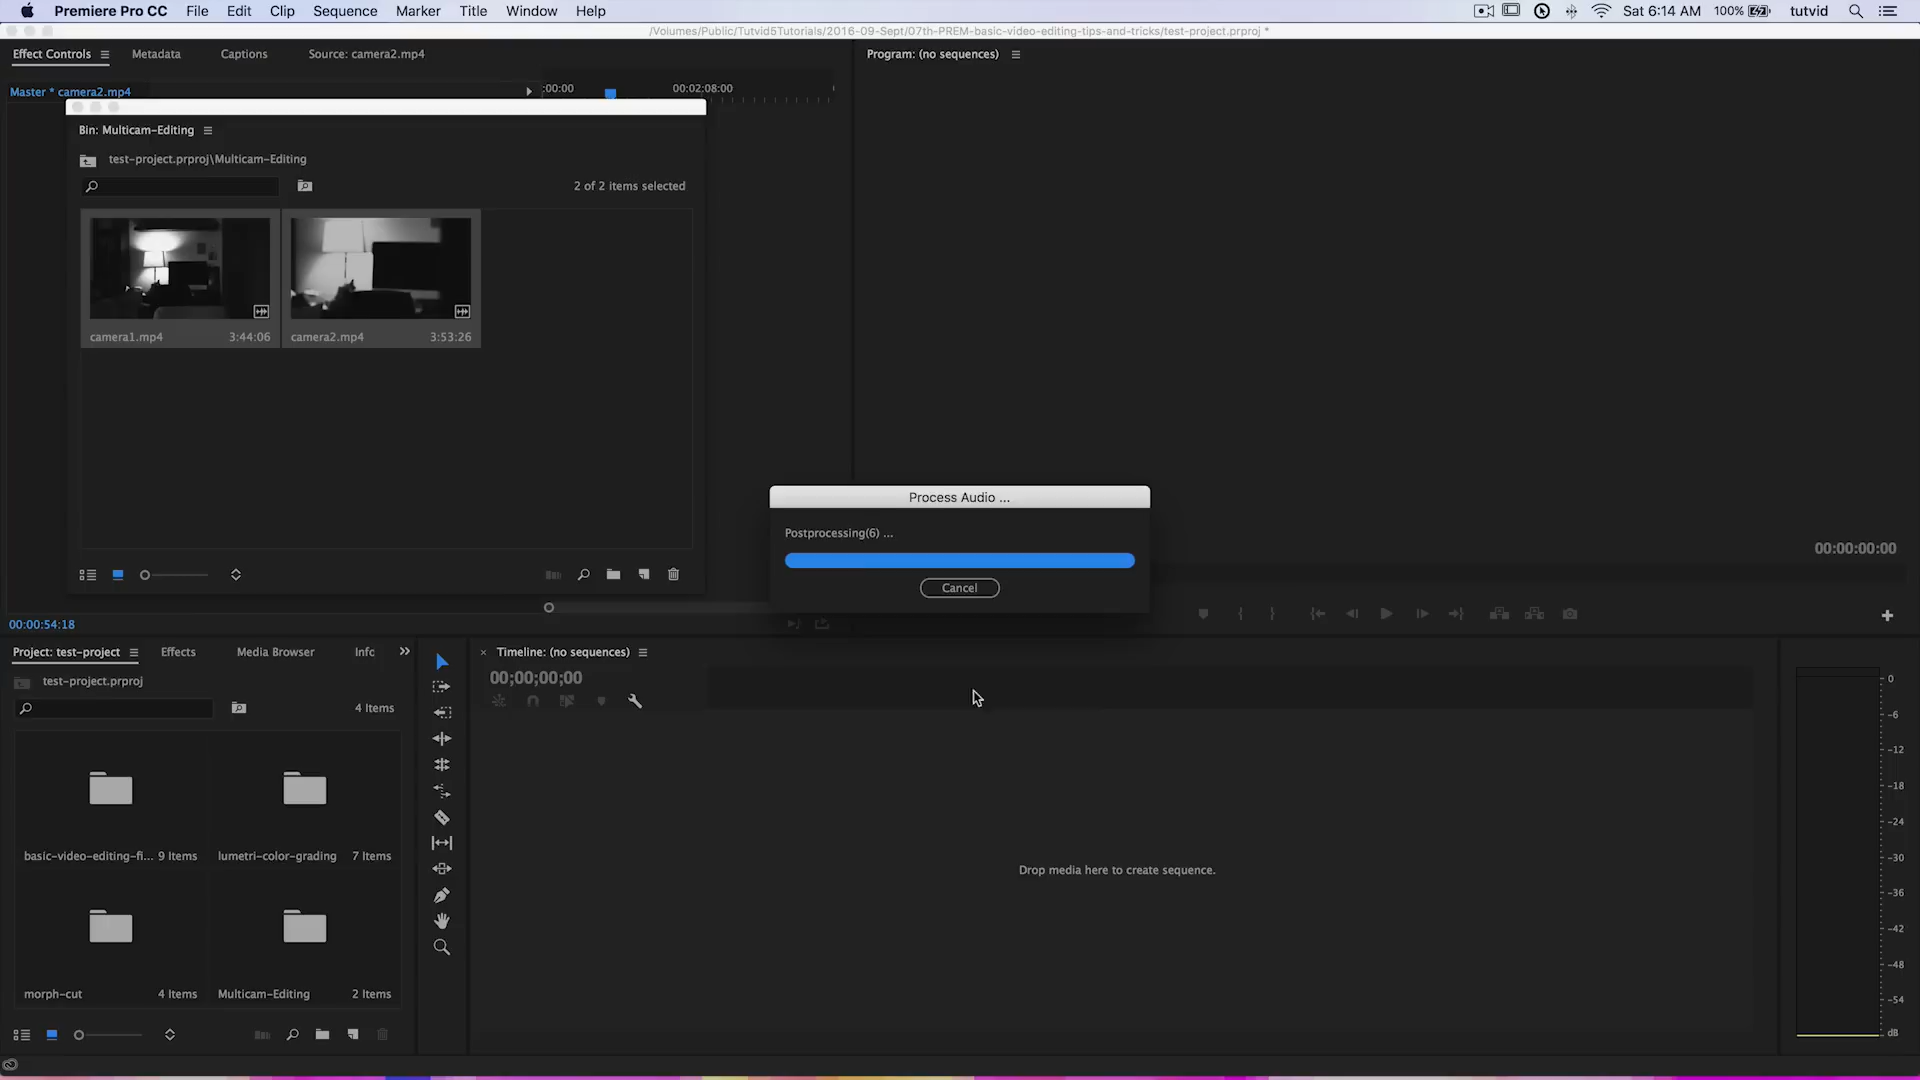 Premiere Pro CC File Edit Clip Sequence Marker Title Window Help
Sat 6:14 AM 100% tutvid
/Volumes/Public/Tutvid5Tutorials/2016-09-Sept/07th-PREM-basic-video-editing-tips-and-tricks/test-project.prproj *
Effect Controls Metadata Captions Source: camera2.mp4
Program: (no sequences)
Master * camera2.mp4
:00:00 00:02:08:00
Bin: Multicam-Editing
test-project.prproj\Multicam-Editing
2 of 2 items selected
camera1.mp4 3:44:06
camera2.mp4 3:53:26
Process Audio ...
Postprocessing(6) ...
Cancel
00:00:00:00
00:00:54:18
Project: test-project Effects Media Browser Info
test-project.prproj
4 Items
basic-video-editing-fi... 9 Items
lumetri-color-grading 7 Items
morph-cut 4 Items
Multicam-Editing 2 Items
Timeline: (no sequences)
00;00;00;00
Drop media here to create sequence.
0
-6
-12
-18
-24
-30
-36
-42
-48
-54
dB